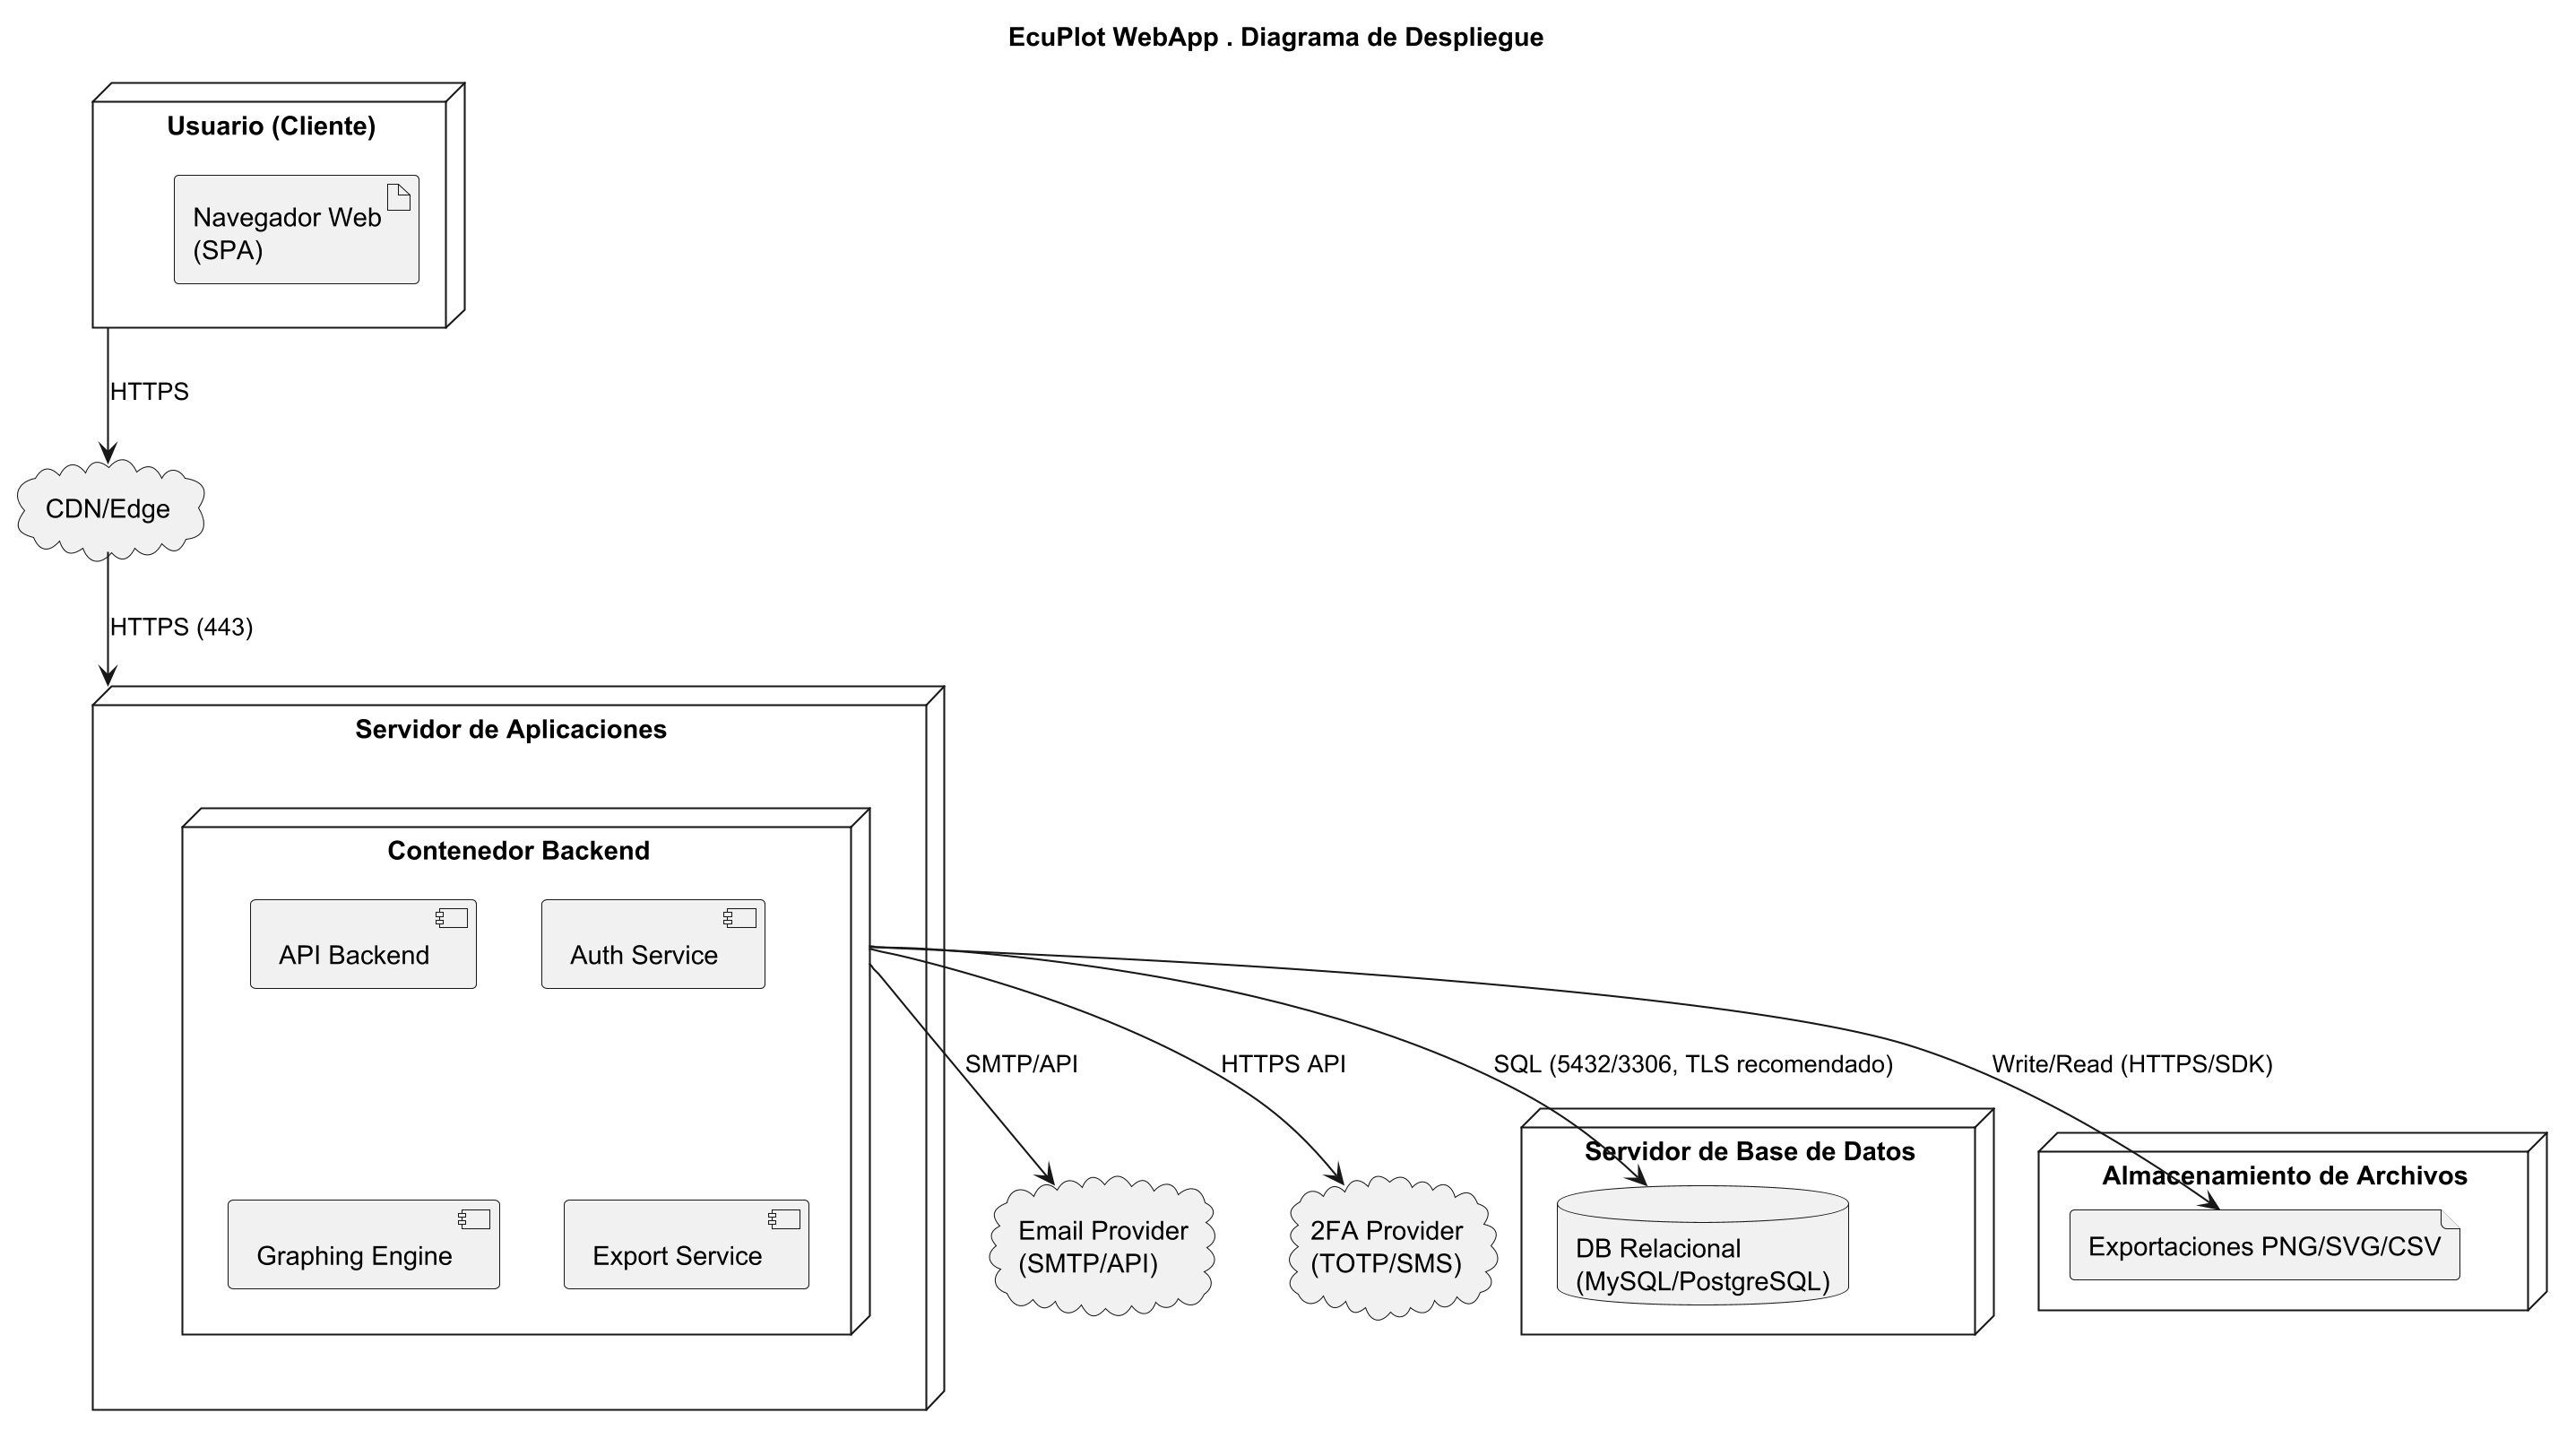 EcuPlot WebApp . Diagrama de Despliegue
Usuario (Cliente)
Navegador Web
(SPA)
HTTPS
CDN/Edge
HTTPS (443)
Servidor de Aplicaciones
Contenedor Backend
API Backend
Auth Service
Graphing Engine
Export Service
SMTP/API
HTTPS API
SQL (5432/3306, TLS recomendado)
Write/Read (HTTPS/SDK)
Email Provider
(SMTP/API)
2FA Provider
(TOTP/SMS)
Servidor de Base de Datos
DB Relacional
(MySQL/PostgreSQL)
Almacenamiento de Archivos
Exportaciones PNG/SVG/CSV